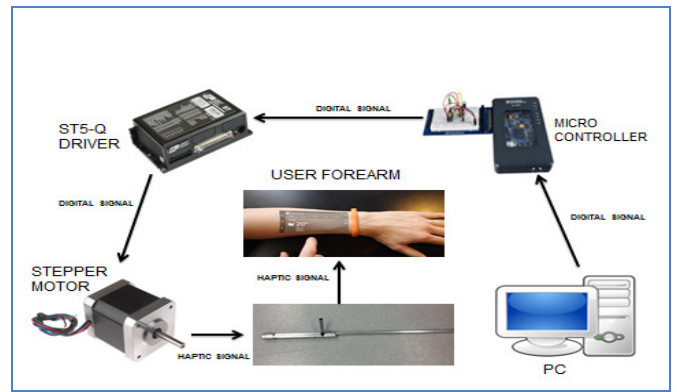 DIGITAL SIGNAL
ST5-Q
DRIVER
MICRO
CONTROLLER
USER FOREARM
DIGITAL SIGNAL
DIGITAL SIGNAL
STEPPER
MOTOR
HAPTIC SIGNAL
HAPTIC SIGNAL
PC